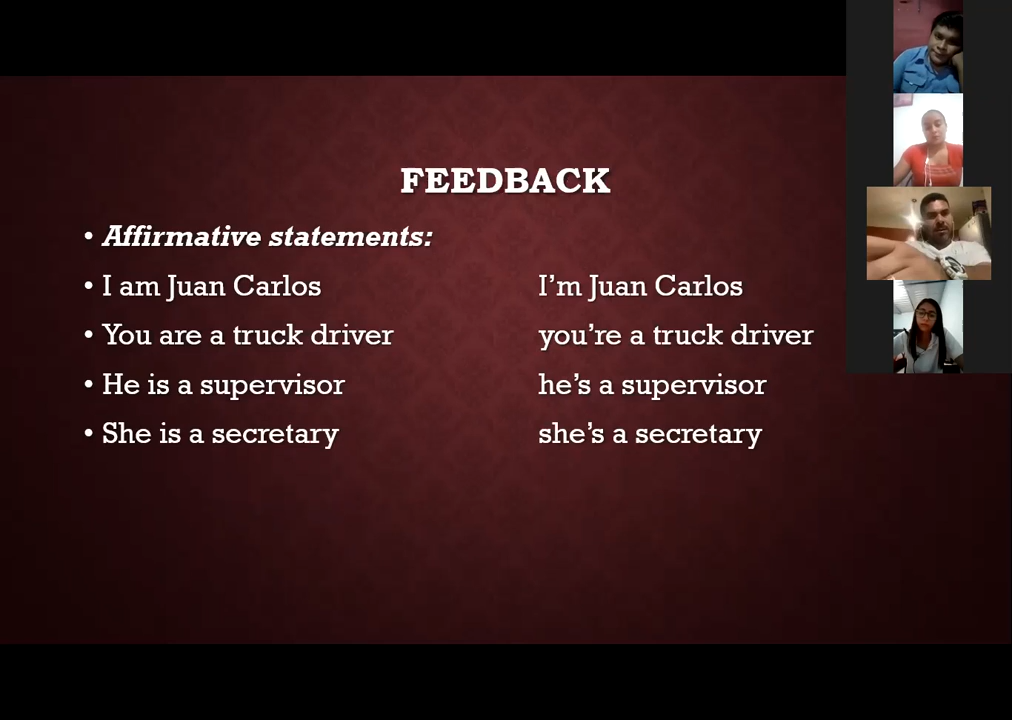 FEEDBACK
• Affirmative statements:
• I am Juan Carlos I’m Juan Carlos
• You are a truck driver you’re a truck driver
• He is a supervisor he’s a supervisor
• She is a secretary she’s a secretary